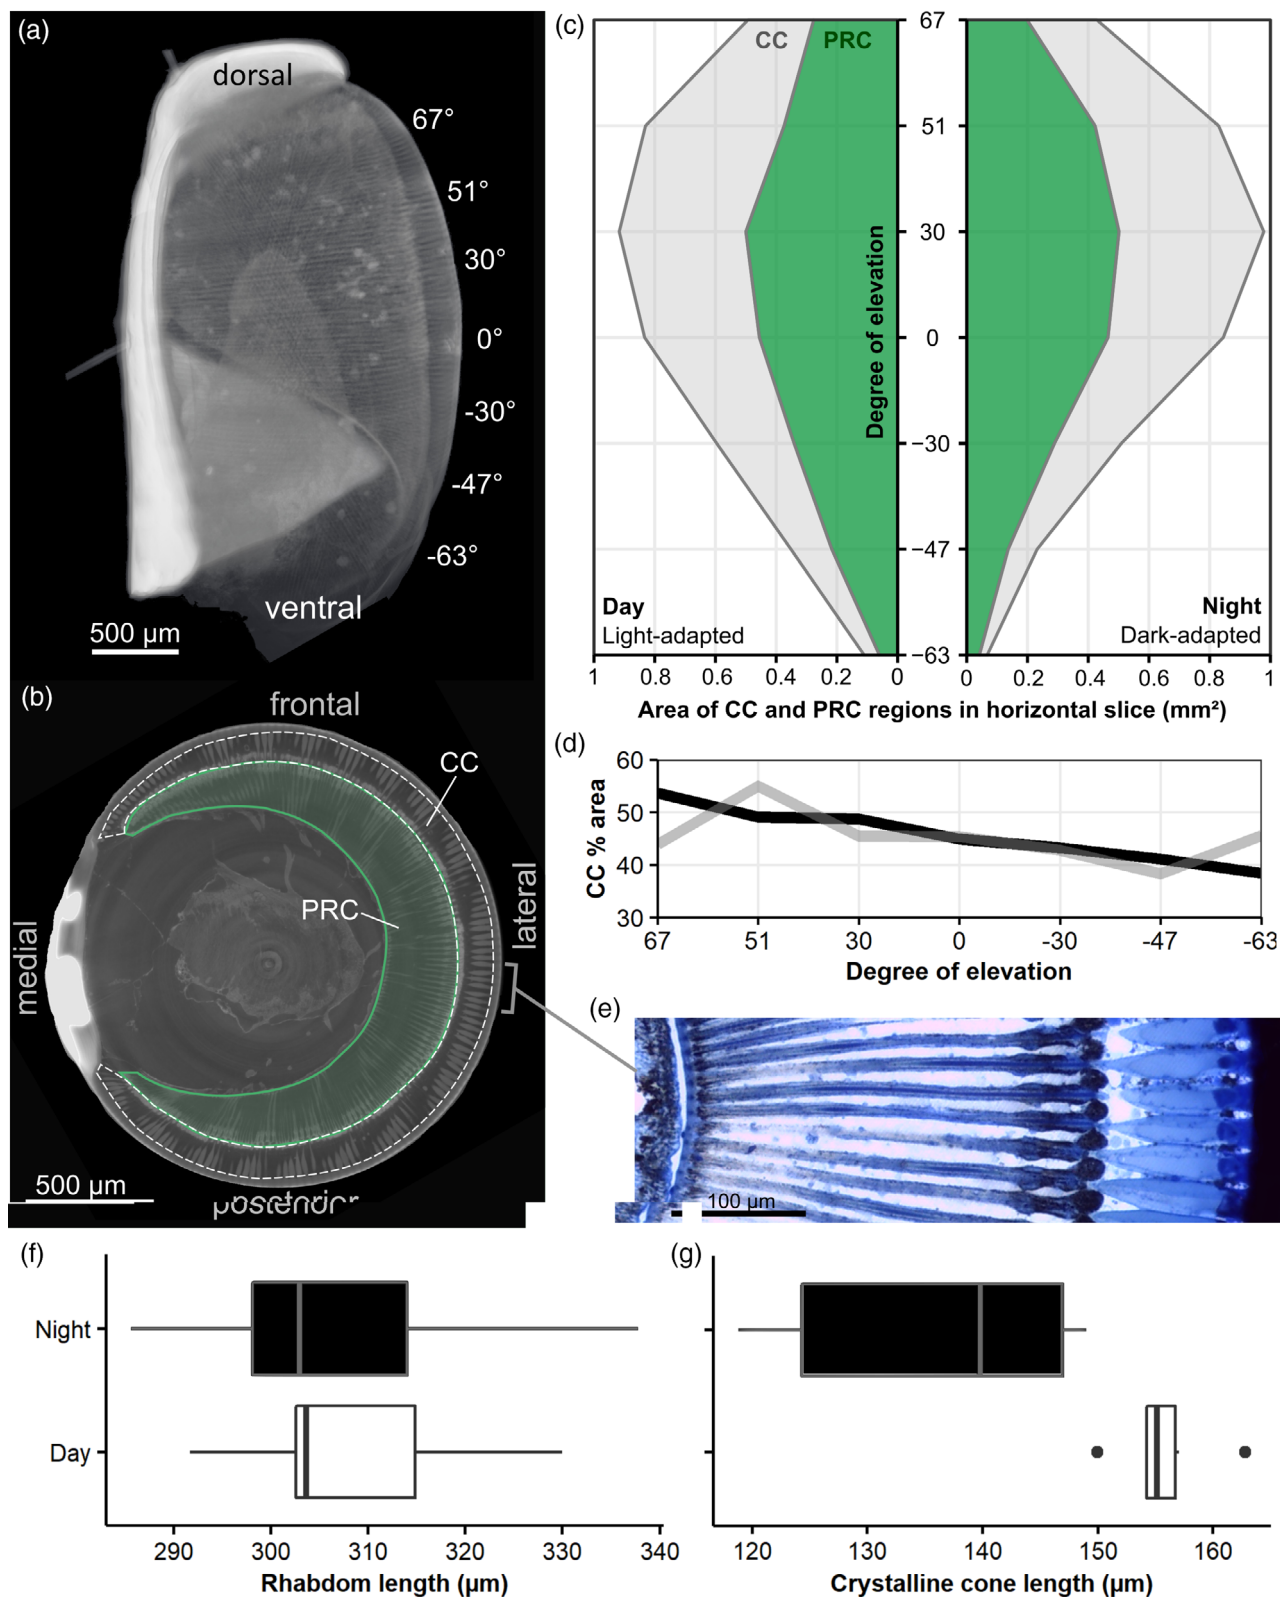 (a)
dorsal
67°
51°
30°
0°
-30°
-47°
-63°
ventral
500 µm
(b)
frontal
CC
PRC
medial
lateral
posterior
500 µm
(c)
CC
PRC
Degree of elevation
67
51
30
0
−30
−47
−63
Day
Light-adapted
Night
Dark-adapted
1 0.8 0.6 0.4 0.2 0
0 0.2 0.4 0.6 0.8 1
Area of CC and PRC regions in horizontal slice (mm²)
(d)
CC % area
60
50
40
30
67 51 30 0 -30 -47 -63
Degree of elevation
(e)
100 µm
(f)
Night
Day
290 300 310 320 330 340
Rhabdom length (µm)
(g)
120 130 140 150 160
Crystalline cone length (µm)